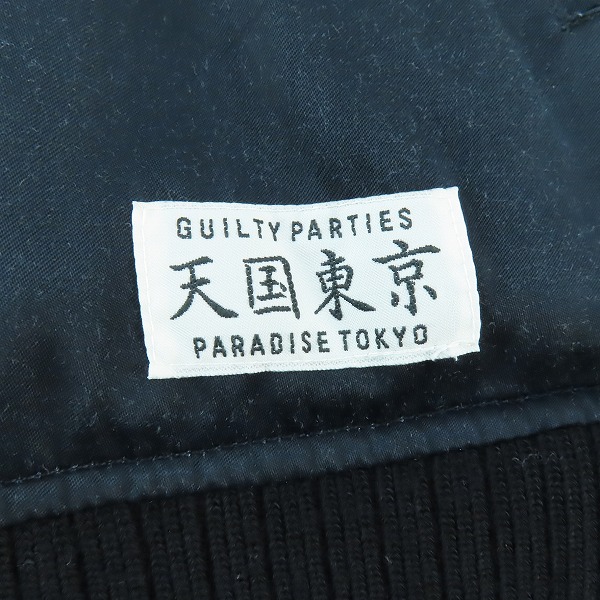 GUILTY PARTIES
天国東京
PARADISE TOKYO